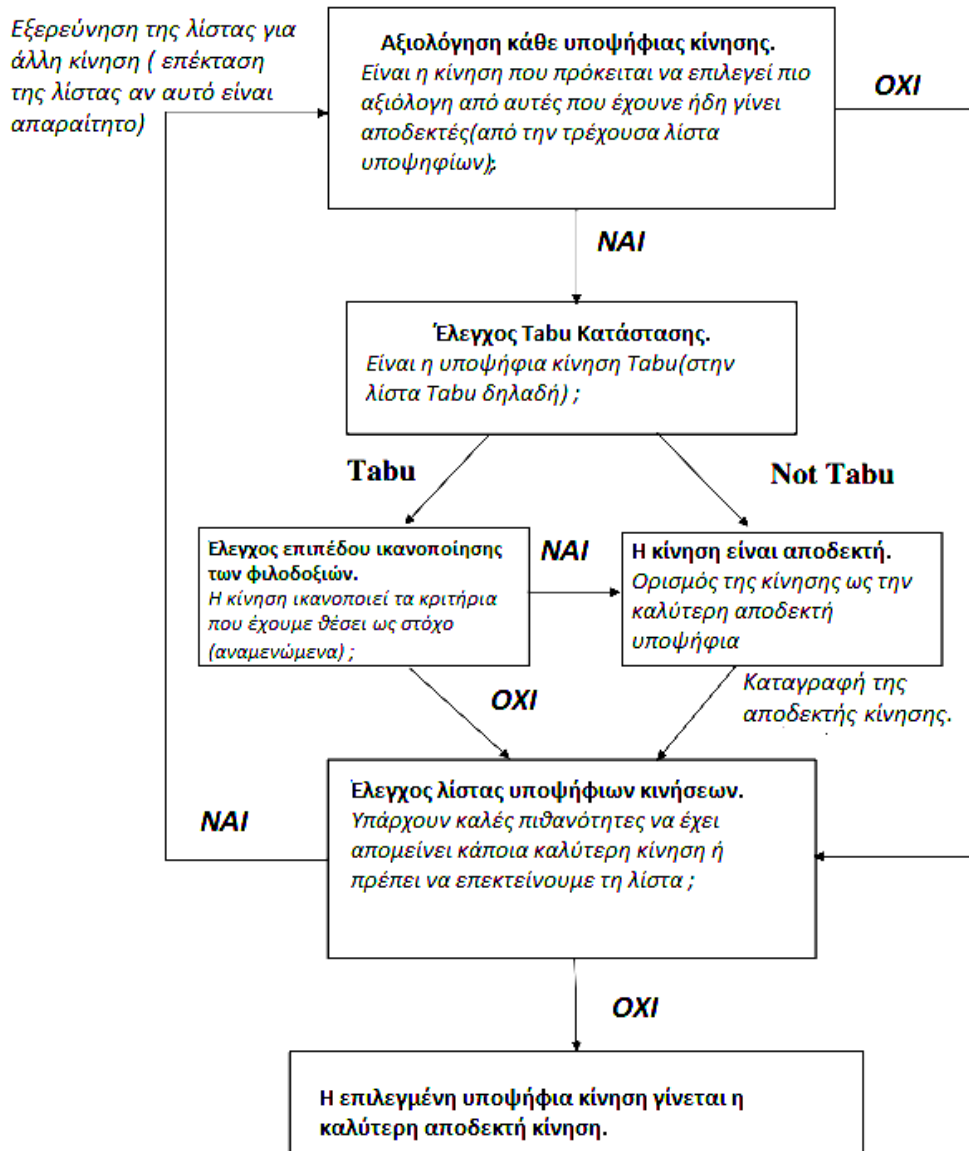 Εξερεύνηση της λίστας για
άλλη κίνηση ( επέκταση
της λίστας αν αυτό είναι
απαραίτητο)
Αξιολόγηση κάθε υποψήφιας κίνησης.
Είναι η κίνηση που πρόκειται να επιλεγεί πιο
αξιόλογη από αυτές που έχουνε ήδη γίνει
αποδεκτές(από την τρέχουσα λίστα
υποψηφίων);
ΟΧΙ
ΝΑΙ
Έλεγχος Tabu Κατάστασης.
Είναι η υποψήφια κίνηση Tabu(στην
λίστα Tabu δηλαδή) ;
Tabu
Not Tabu
Έλεγχος επιπέδου ικανοποίησης
των φιλοδοξιών.
Η κίνηση ικανοποιεί τα κριτήρια
που έχουμε θέσει ως στόχο
(αναμενώμενα) ;
ΝΑΙ
Η κίνηση είναι αποδεκτή.
Ορισμός της κίνησης ως την
καλύτερη αποδεκτή
υποψήφια
ΟΧΙ
Καταγραφή της
αποδεκτής κίνησης.
Έλεγχος λίστας υποψήφιων κινήσεων.
Υπάρχουν καλές πιθανότητες να έχει
απομείνει κάποια καλύτερη κίνηση ή
πρέπει να επεκτείνουμε τη λίστα ;
ΝΑΙ
ΟΧΙ
Η επιλεγμένη υποψήφια κίνηση γίνεται η
καλύτερη αποδεκτή κίνηση.